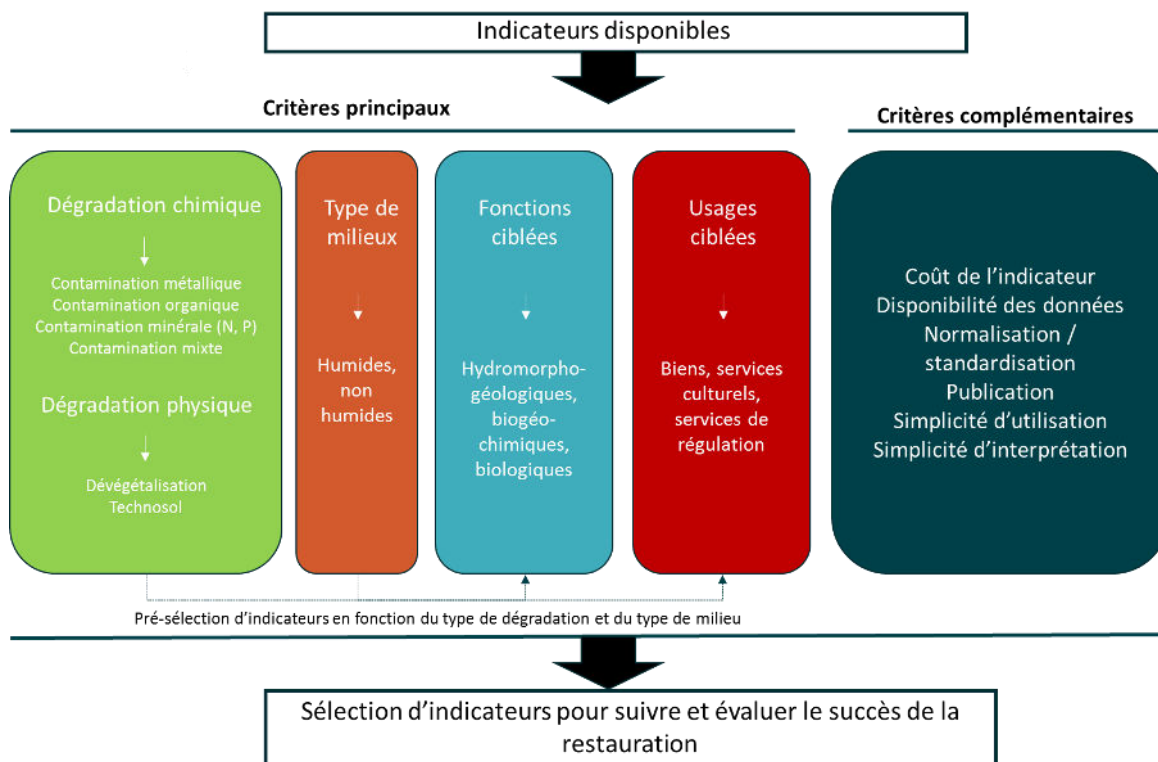 Indicateurs disponibles
Critères principaux
Critères complémentaires
Dégradation chimique
Contamination métallique
Contamination organique
Contamination minérale (N, P)
Contamination mixte
Dégradation physique
Dévégétalisation
Technosol
Type de
milieux
Humides,
non
humides
Fonctions
ciblées
Hydromorpho-
géologiques,
biogéo-
chimiques,
biologiques
Usages
ciblées
Biens, services
culturels,
services de
régulation
Coût de l’indicateur
Disponibilité des données
Normalisation /
standardisation
Publication
Simplicité d’utilisation
Simplicité d’interprétation
Pré-sélection d’indicateurs en fonction du type de dégradation et du type de milieu
Sélection d’indicateurs pour suivre et évaluer le succès de la
restauration